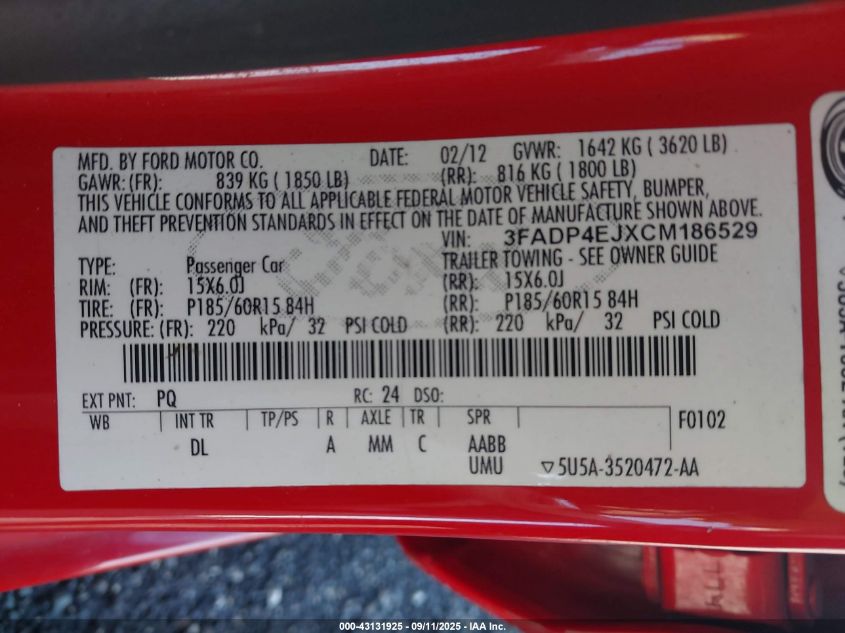 MFD. BY FORD MOTOR CO. DATE: 02/12 GVWR: 1642 KG ( 3620 LB)
GAWR: (FR): 839 KG ( 1850 LB) (RR): 816 KG ( 1800 LB)
THIS VEHICLE CONFORMS TO ALL APPLICABLE FEDERAL MOTOR VEHICLE SAFETY, BUMPER,
AND THEFT PREVENTION STANDARDS IN EFFECT ON THE DATE OF MANUFACTURE SHOWN ABOVE.
VIN: 3FADP4EJXCM186529
TYPE: Passenger Car TRAILER TOWING - SEE OWNER GUIDE
RIM: (FR): 15X6.0J (RR): 15X6.0J
TIRE: (FR): P185/60R15 84H (RR): P185/60R15 84H
PRESSURE: (FR): 220 kPa/ 32 PSI COLD (RR): 220 kPa/ 32 PSI COLD
EXT PNT: PQ RC: 24 DSO:
WB INT TR TP/PS R AXLE TR SPR F0102
DL A MM C AABB
UMU ▽5U5A-3520472-AA
000-43131925 - 09/11/2025 - IAA Inc.